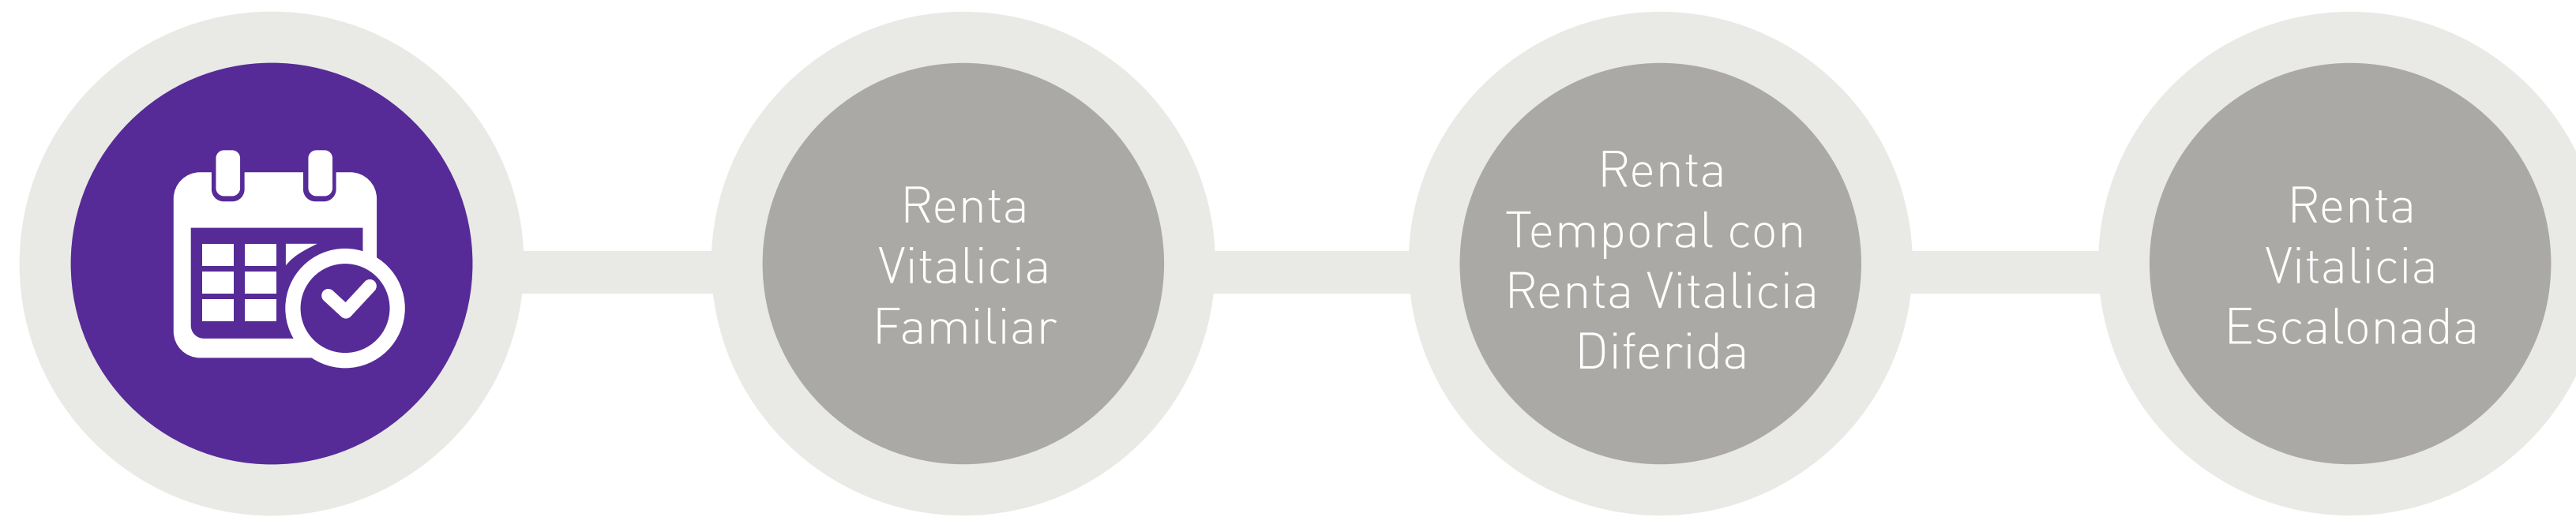 Renta
Vitalicia
Familiar
Renta
Temporal con
Renta Vitalicia
Diferida
Renta
Vitalicia
Escalonada